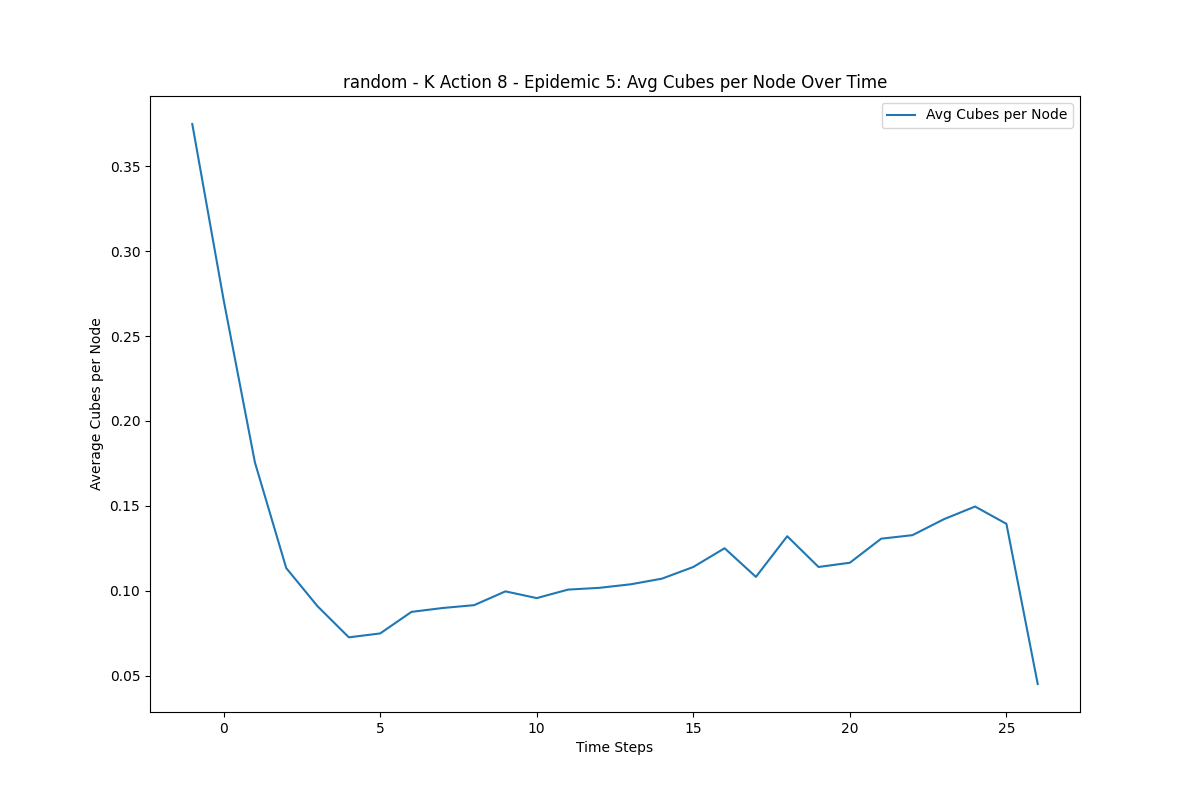 random - K Action 8 - Epidemic 5: Avg Cubes per Node Over Time
Avg Cubes per Node
Average Cubes per Node
0.35
0.30
0.25
0.20
0.15
0.10
0.05
0 5 10 15 20 25
Time Steps